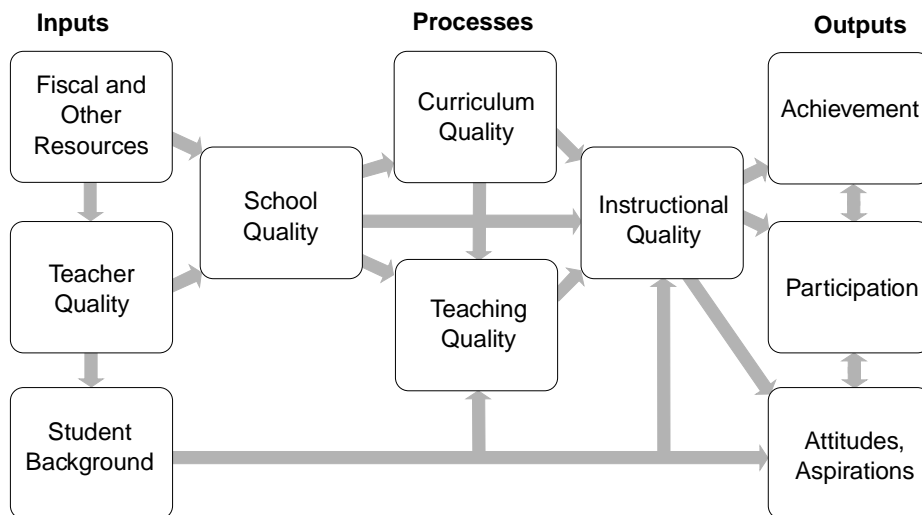 Inputs
Processes
Outputs
Fiscal and
Other
Resources
Teacher
Quality
Student
Background
School
Quality
Curriculum
Quality
Teaching
Quality
Instructional
Quality
Achievement
Participation
Attitudes,
Aspirations